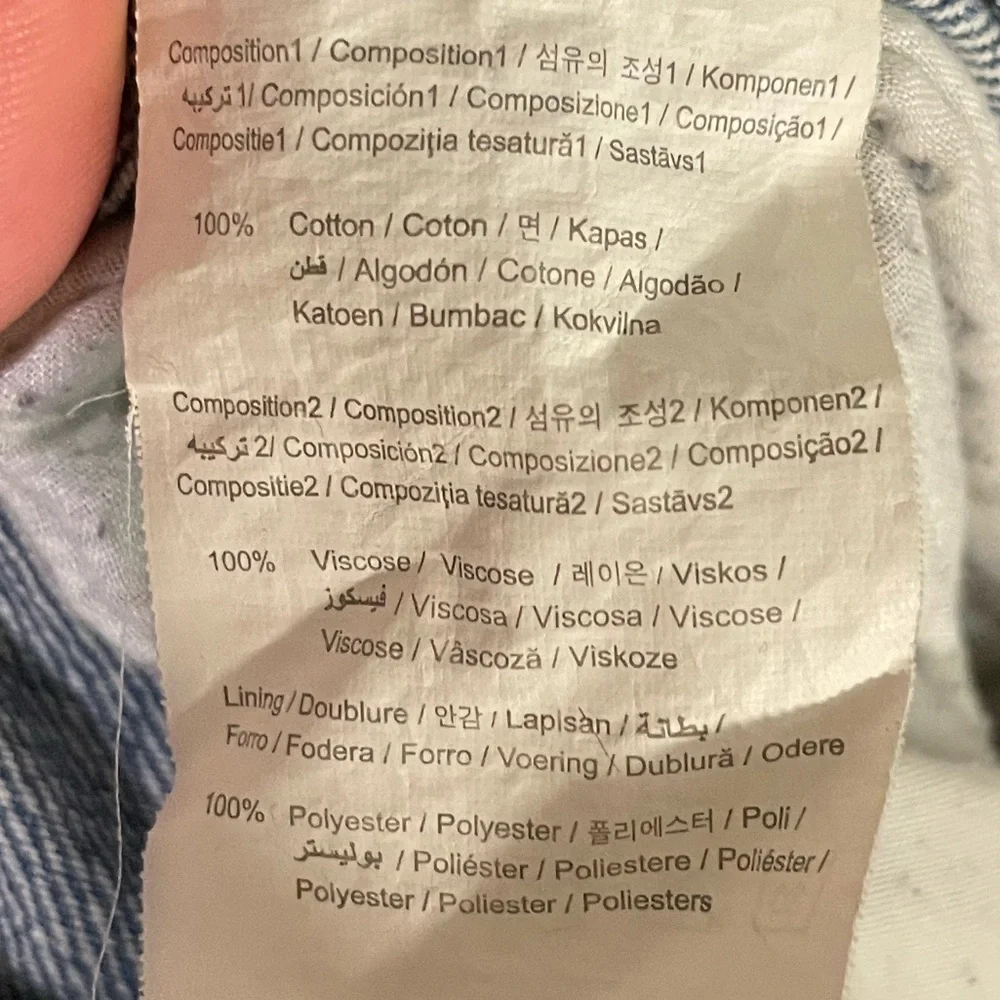 Composition1 / Composition1 / 섬유의 조성1 / Komponen1 /
تركيبه 1/ Composición1 / Composizione1 / Composição1 /
Compositie1 / Compoziţia tesatură1 / Sastāvs1
100% Cotton / Coton / 면 / Kapas /
قطن / Algodón / Cotone / Algodão /
Katoen / Bumbac / Kokvilna
Composition2 / Composition2 / 섬유의 조성2 / Komponen2 /
تركيبه 2/ Composición2 / Composizione2 / Composição2 /
Compositie2 / Compoziţia tesatură2 / Sastāvs2
100% Viscose / Viscose / 레이온 / Viskos /
فيسكوز / Viscosa / Viscosa / Viscose /
Viscose / Vâscoză / Viskoze
Lining / Doublure / 안감 / Lapisan / بطانة /
Forro / Fodera / Forro / Voering / Dublură / Odere
100% Polyester / Polyester / 폴리에스터 / Poli /
بوليستر / Poliéster / Poliestere / Poliéster /
Polyester / Poliester / Poliesters